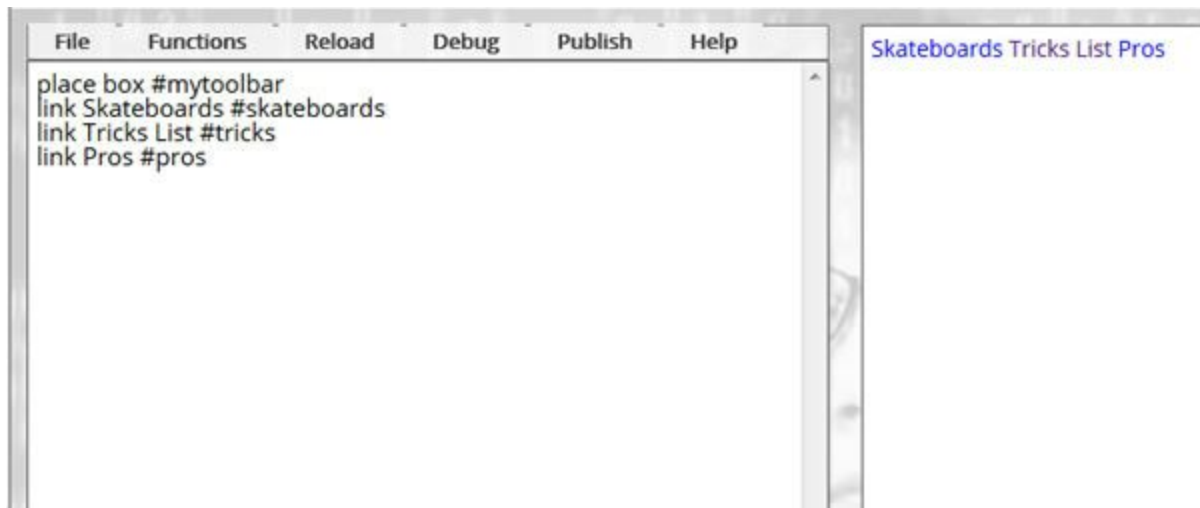 File Functions Reload Debug Publish Help
place box #mytoolbar
link Skateboards #skateboards
link Tricks List #tricks
link Pros #pros
Skateboards Tricks List Pros